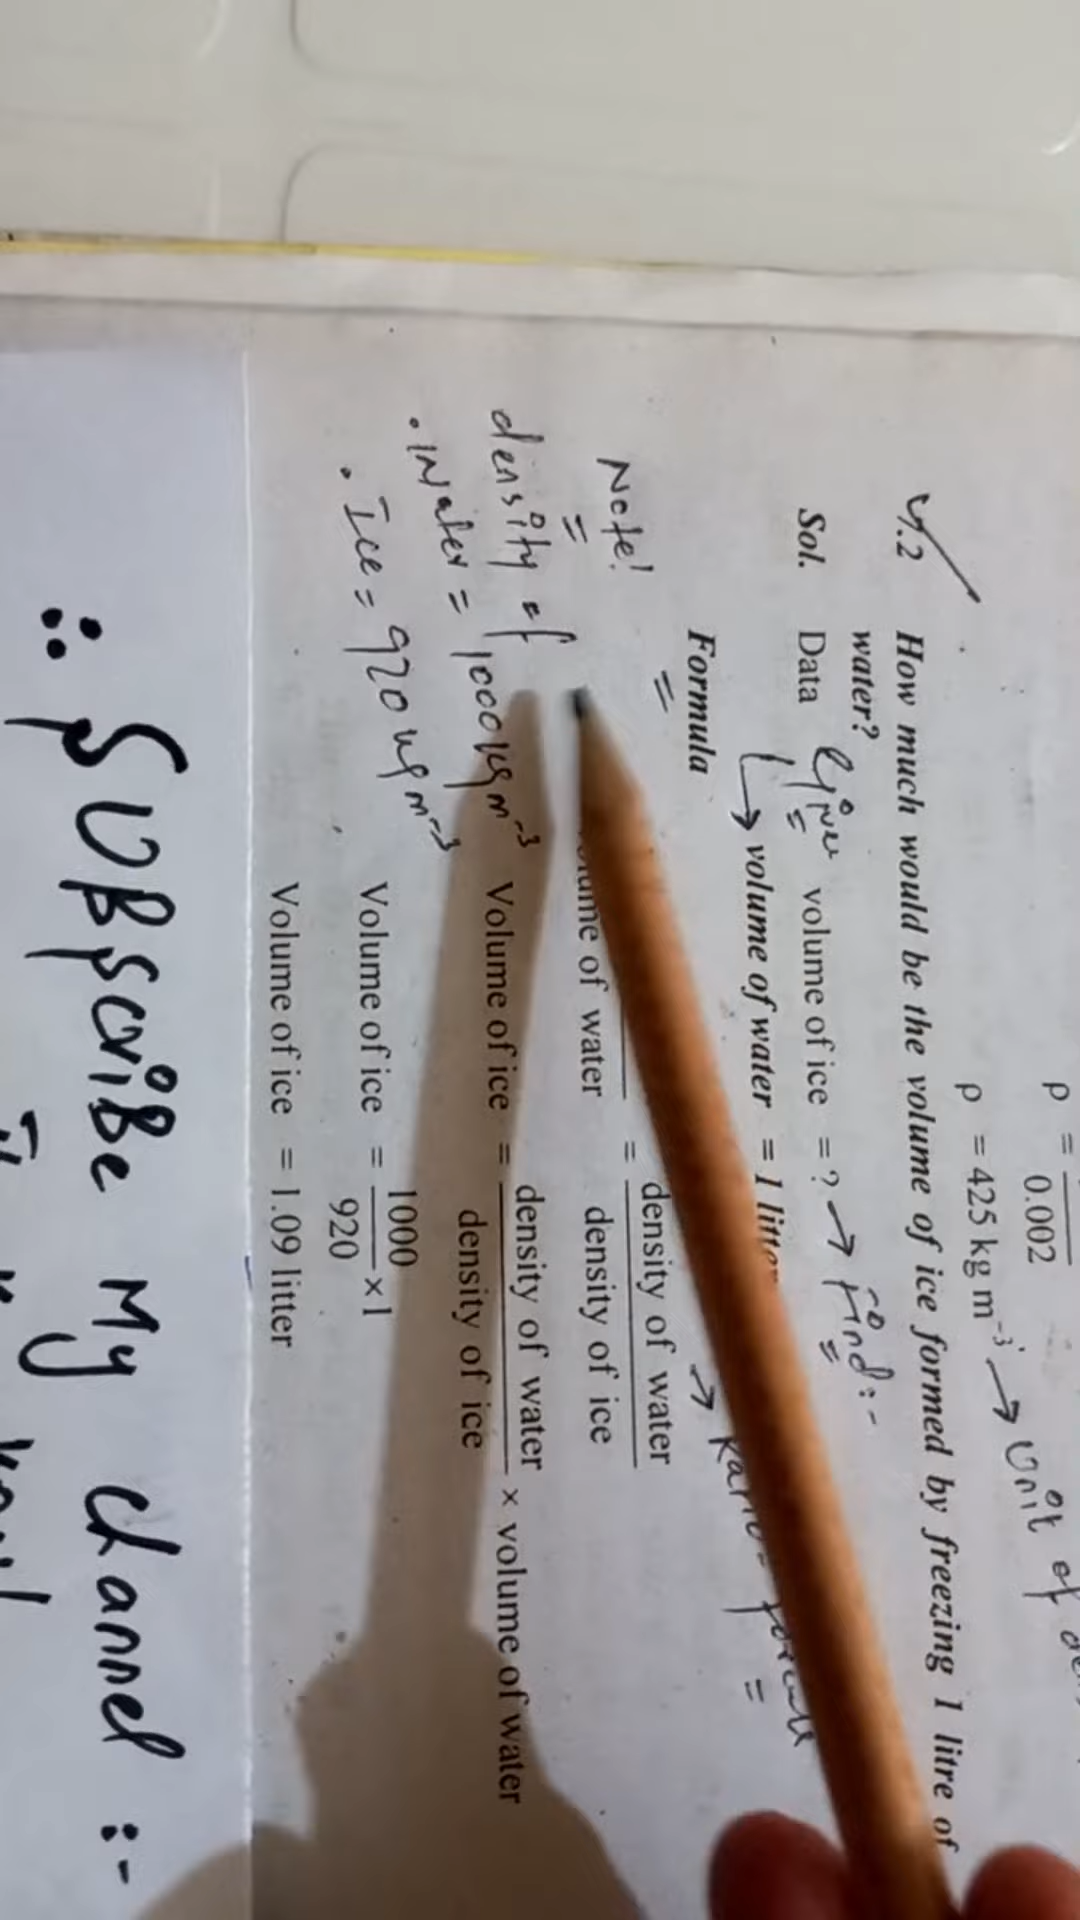 ρ = 0.002
ρ = 425 kg m⁻³ → Unit of
✓.2 How much would be the volume of ice formed by freezing 1 litre of
water?
Sol. Data Given volume of ice = ? → Find :-
↳ volume of water = 1 litter
Formula →
Note!
volume of water = density of water / density of ice
density of
Volume of ice = density of water / density of ice × volume of water
. Water = 1000 kg m⁻³
. Ice = 920 kg m⁻³
Volume of ice = 1000/920 ×1
Volume of ice = 1.09 litter
∴ SUBSCRIBE My channel :-